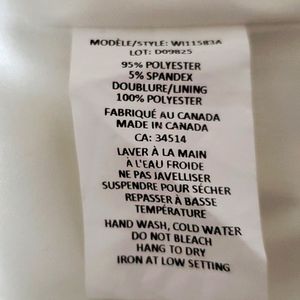 MODÈLE/STYLE: WI11583A
LOT: D09825
95% POLYESTER
5% SPANDEX
DOUBLURE/LINING
100% POLYESTER
FABRIQUÉ AU CANADA
MADE IN CANADA
CA: 34514
LAVER À LA MAIN
À L'EAU FROIDE
NE PAS JAVELLISER
SUSPENDRE POUR SÉCHER
REPASSER À BASSE
TEMPÉRATURE
HAND WASH, COLD WATER
DO NOT BLEACH
HANG TO DRY
IRON AT LOW SETTING